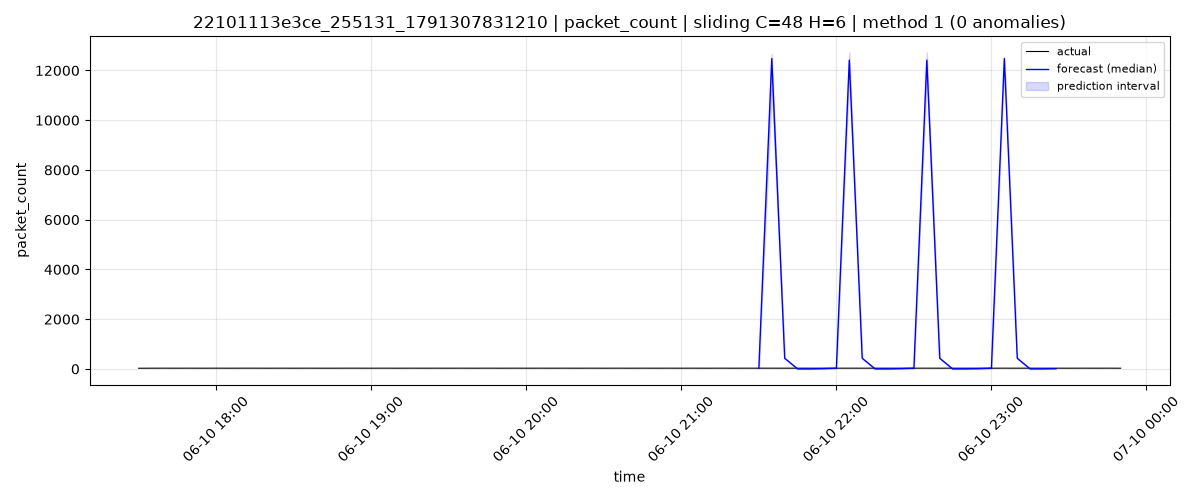 22101113e3ce_255131_1791307831210 | packet_count | sliding C=48 H=6 | method 1 (0 anomalies)
actual
forecast (median)
prediction interval
packet_count
12000
10000
8000
6000
4000
2000
0
06-10 18:00
06-10 19:00
06-10 20:00
06-10 21:00
06-10 22:00
06-10 23:00
07-10 00:00
time